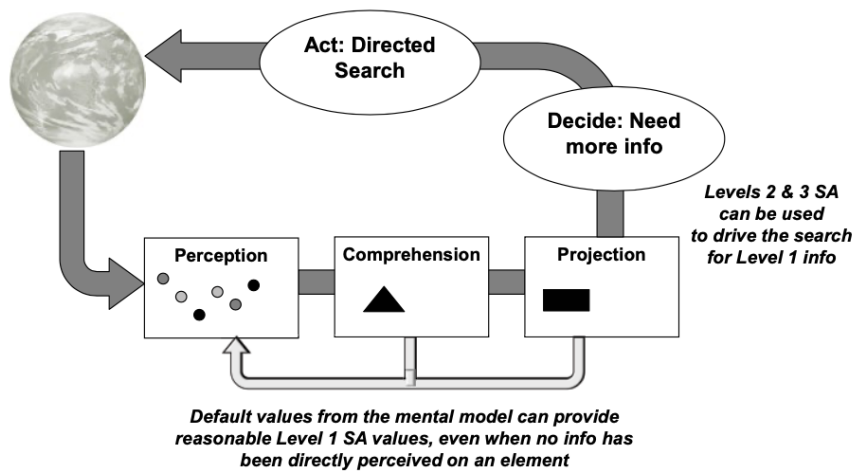 Act: Directed
Search
Decide: Need
more info
Levels 2 & 3 SA
can be used
to drive the search
for Level 1 info
Perception
Comprehension
Projection
Default values from the mental model can provide
reasonable Level 1 SA values, even when no info has
been directly perceived on an element